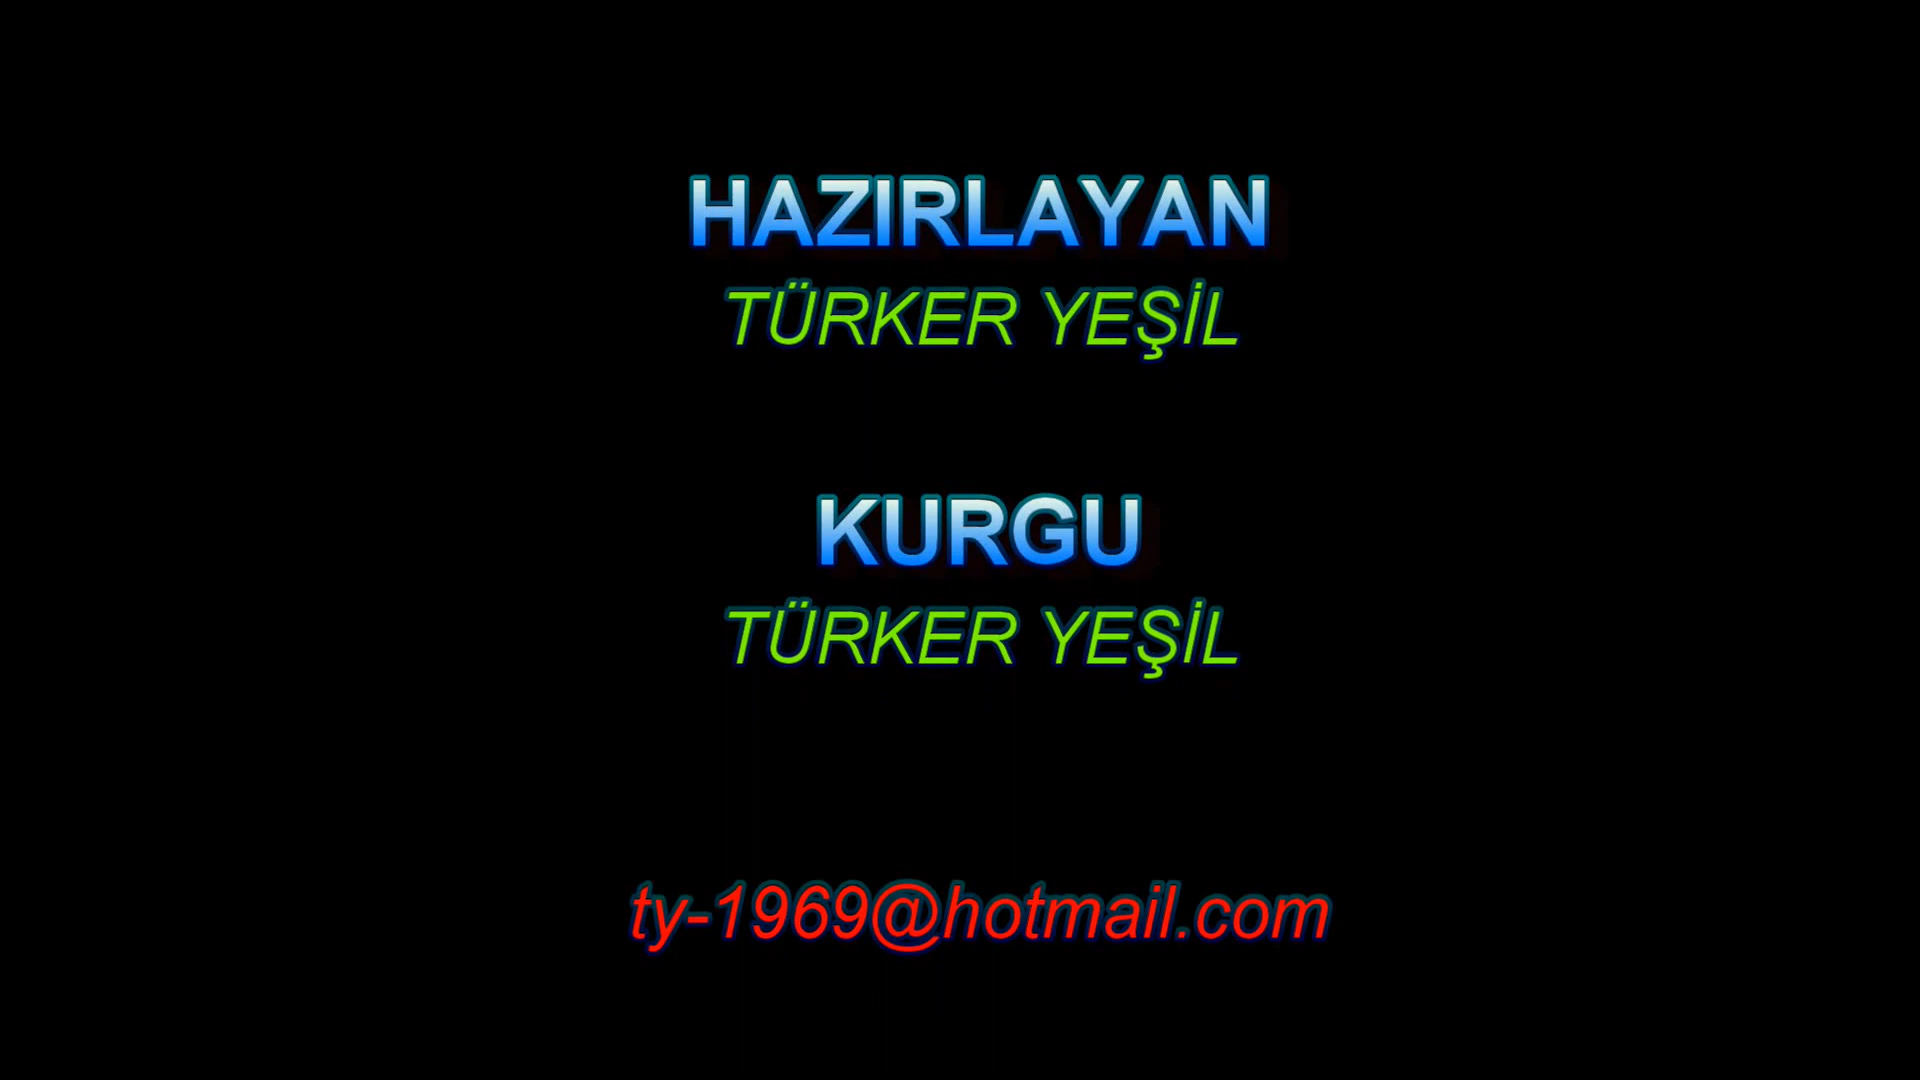 HAZIRLAYAN
TÜRKER YEŞİL
KURGU
TÜRKER YEŞİL
ty-1969@hotmail.com